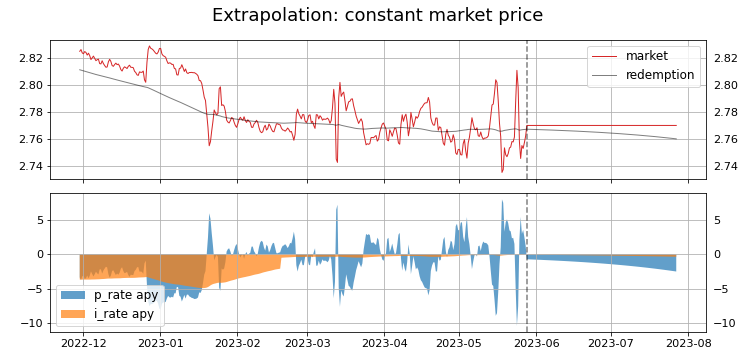 Extrapolation: constant market price
2.82 2.82
2.80 2.80
2.78 2.78
2.76 2.76
2.74 2.74
market
redemption
5 5
0 0
−5 −5
−10 −10
p_rate apy
i_rate apy
2022-12 2023-01 2023-02 2023-03 2023-04 2023-05 2023-06 2023-07 2023-08